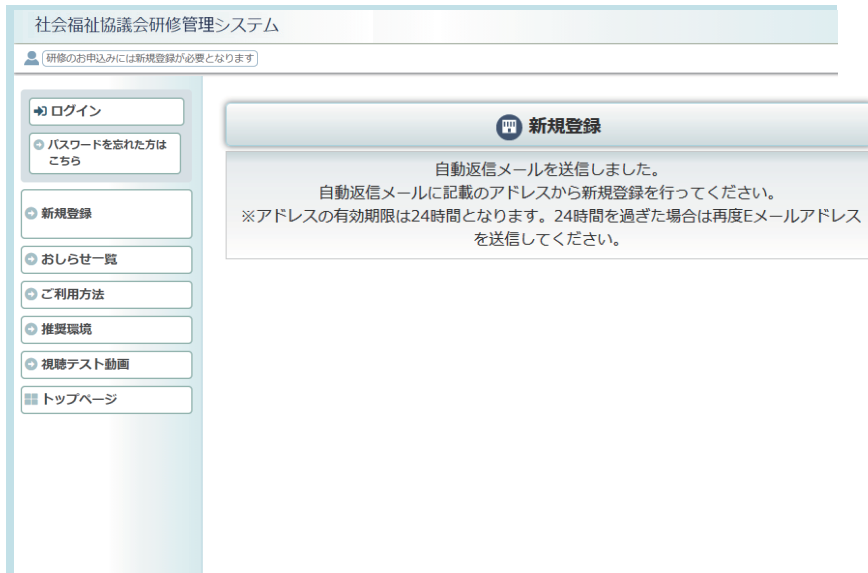 社会福祉協議会研修管理システム
研修のお申込みには新規登録が必要となります
ログイン
パスワードを忘れた方は
こちら
新規登録
おしらせ一覧
ご利用方法
推奨環境
視聴テスト動画
トップページ
新規登録
自動返信メールを送信しました。
自動返信メールに記載のアドレスから新規登録を行ってください。
※アドレスの有効期限は24時間となります。24時間を過ぎた場合は再度Eメールアドレス
を送信してください。